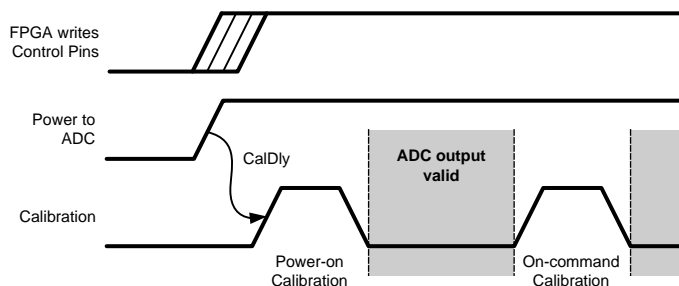 FPGA writes
Control Pins
Power to
ADC
CalDly
ADC output
valid
Calibration
Power-on
Calibration
On-command
Calibration